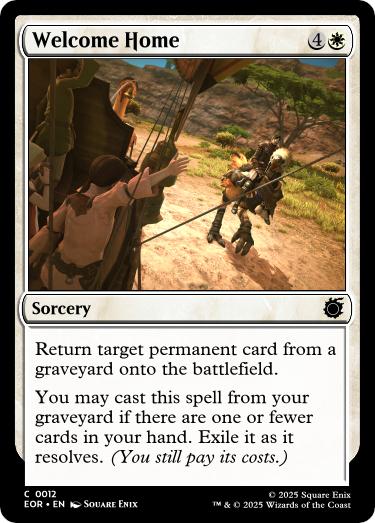 Welcome Home 4
Sorcery
Return target permanent card from a
graveyard onto the battlefield.
You may cast this spell from your
graveyard if there are one or fewer
cards in your hand. Exile it as it
resolves. (You still pay its costs.)
C 0012
EOR • EN SQUARE ENIX
© 2025 Square Enix
™ & © 2025 Wizards of the Coast